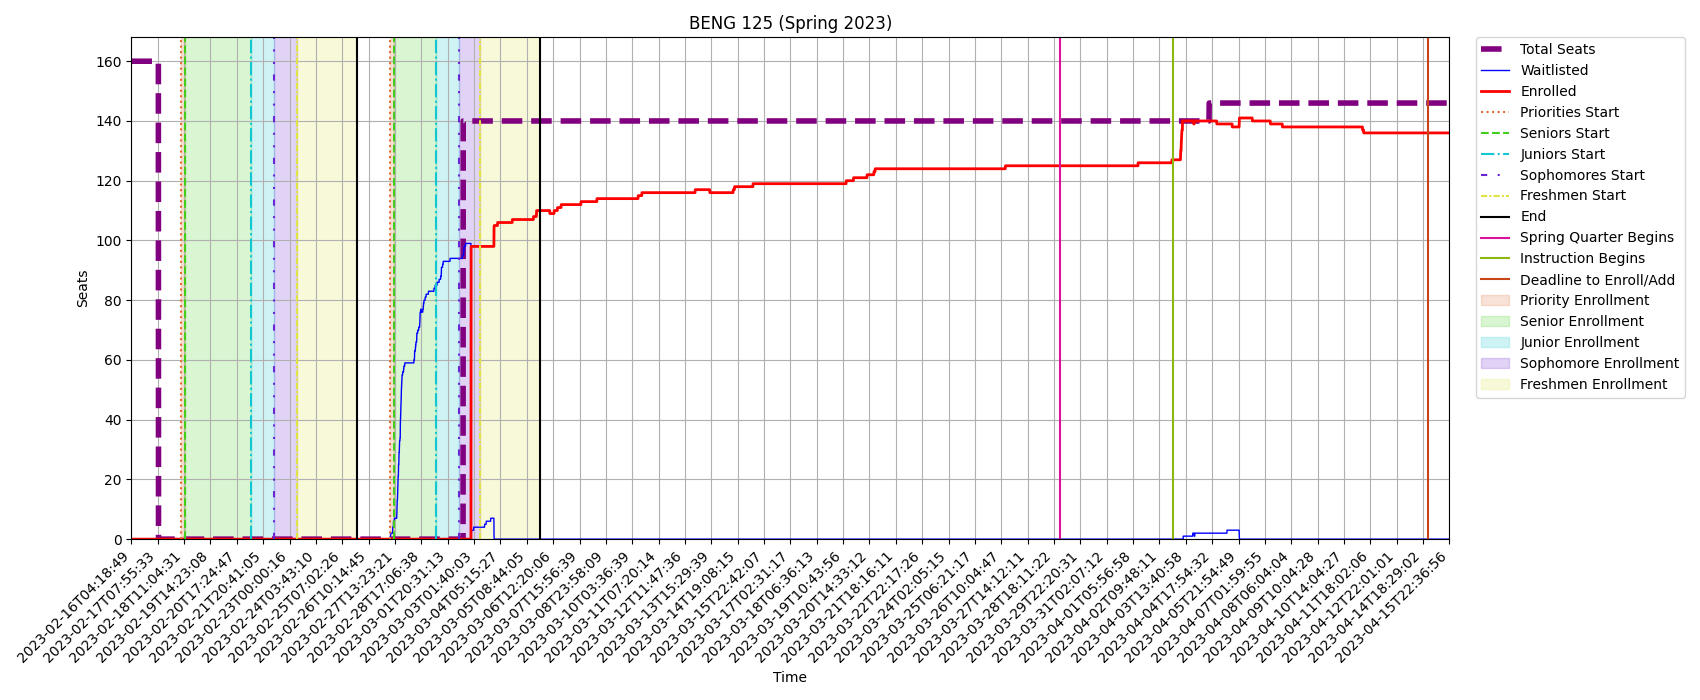 BENG 125 (Spring 2023)
Seats
160
140
120
100
80
60
40
20
0
2023-02-16T04:18:49
2023-02-17T07:55:33
2023-02-18T11:04:31
2023-02-19T14:23:08
2023-02-20T17:24:47
2023-02-21T20:41:05
2023-02-23T00:00:16
2023-02-24T03:43:10
2023-02-25T07:02:26
2023-02-26T10:14:45
2023-02-27T13:23:21
2023-02-28T17:06:38
2023-03-01T20:31:13
2023-03-03T01:40:03
2023-03-04T05:15:27
2023-03-05T08:44:05
2023-03-06T12:20:06
2023-03-07T15:56:39
2023-03-08T23:58:09
2023-03-10T03:36:39
2023-03-11T07:20:14
2023-03-12T11:47:36
2023-03-13T15:29:39
2023-03-14T19:08:15
2023-03-15T22:42:07
2023-03-17T02:31:17
2023-03-18T06:36:13
2023-03-19T10:43:56
2023-03-20T14:33:12
2023-03-21T18:16:11
2023-03-22T22:17:26
2023-03-24T02:05:15
2023-03-25T06:21:17
2023-03-26T10:04:47
2023-03-27T14:12:11
2023-03-28T18:11:22
2023-03-29T22:20:31
2023-03-31T02:07:12
2023-04-01T05:56:58
2023-04-02T09:48:11
2023-04-03T13:40:58
2023-04-04T17:54:32
2023-04-05T21:54:49
2023-04-07T01:59:55
2023-04-08T06:04:04
2023-04-09T10:04:28
2023-04-10T14:04:27
2023-04-11T18:02:06
2023-04-12T22:01:01
2023-04-14T18:29:02
2023-04-15T22:36:56
Time
Total Seats
Waitlisted
Enrolled
Priorities Start
Seniors Start
Juniors Start
Sophomores Start
Freshmen Start
End
Spring Quarter Begins
Instruction Begins
Deadline to Enroll/Add
Priority Enrollment
Senior Enrollment
Junior Enrollment
Sophomore Enrollment
Freshmen Enrollment